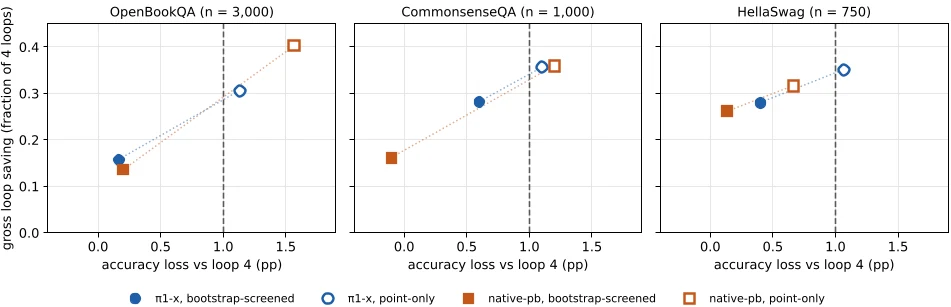 OpenBookQA (n = 3,000)
CommonsenseQA (n = 1,000)
HellaSwag (n = 750)
gross loop saving (fraction of 4 loops)
0.4
0.3
0.2
0.1
0.0
0.0 0.5 1.0 1.5
0.0 0.5 1.0 1.5
0.0 0.5 1.0 1.5
accuracy loss vs loop 4 (pp)
accuracy loss vs loop 4 (pp)
accuracy loss vs loop 4 (pp)
π1-x, bootstrap-screened
π1-x, point-only
native-pb, bootstrap-screened
native-pb, point-only